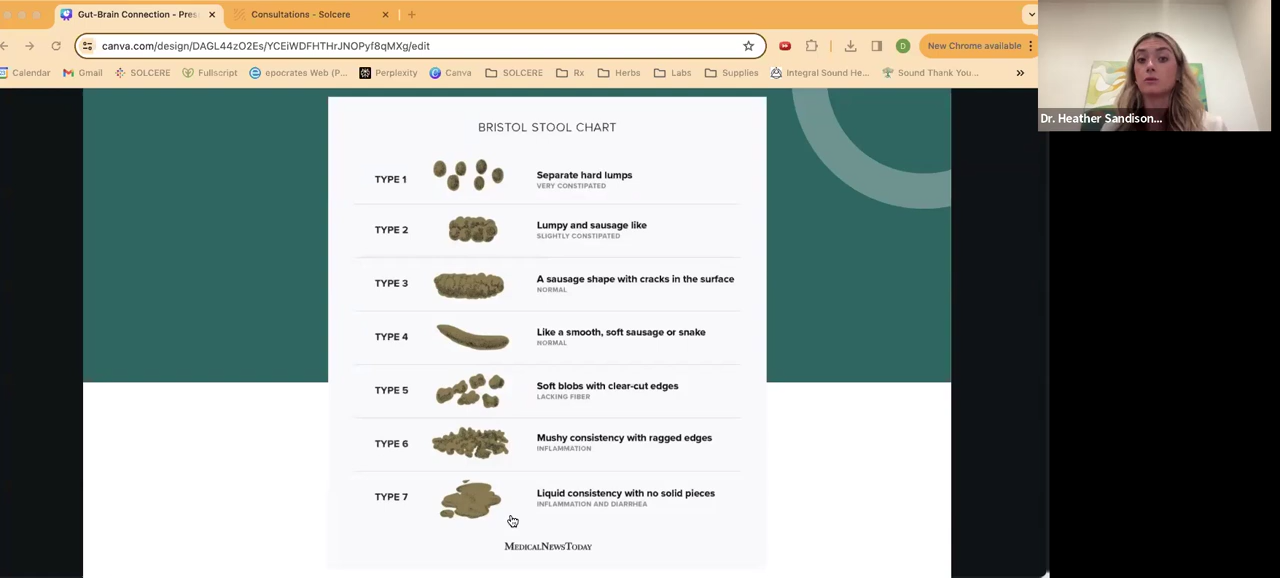 Gut-Brain Connection - Pres
Consultations - Solcere
canva.com/design/DAGL44zO2Es/YCEiWDFHTHrJNOPyf8qMXg/edit
D
New Chrome available
Calendar
Gmail
SOLCERE
Fullscript
epocrates Web (P...
Perplexity
Canva
SOLCERE
Rx
Herbs
Labs
Supplies
Integral Sound He...
Sound Thank You...
Dr. Heather Sandison...
BRISTOL STOOL CHART
TYPE 1
Separate hard lumps
VERY CONSTIPATED
TYPE 2
Lumpy and sausage like
SLIGHTLY CONSTIPATED
TYPE 3
A sausage shape with cracks in the surface
NORMAL
TYPE 4
Like a smooth, soft sausage or snake
NORMAL
TYPE 5
Soft blobs with clear-cut edges
LACKING FIBER
TYPE 6
Mushy consistency with ragged edges
INFLAMMATION
TYPE 7
Liquid consistency with no solid pieces
INFLAMMATION AND DIARRHEA
MEDICALNEWSTODAY